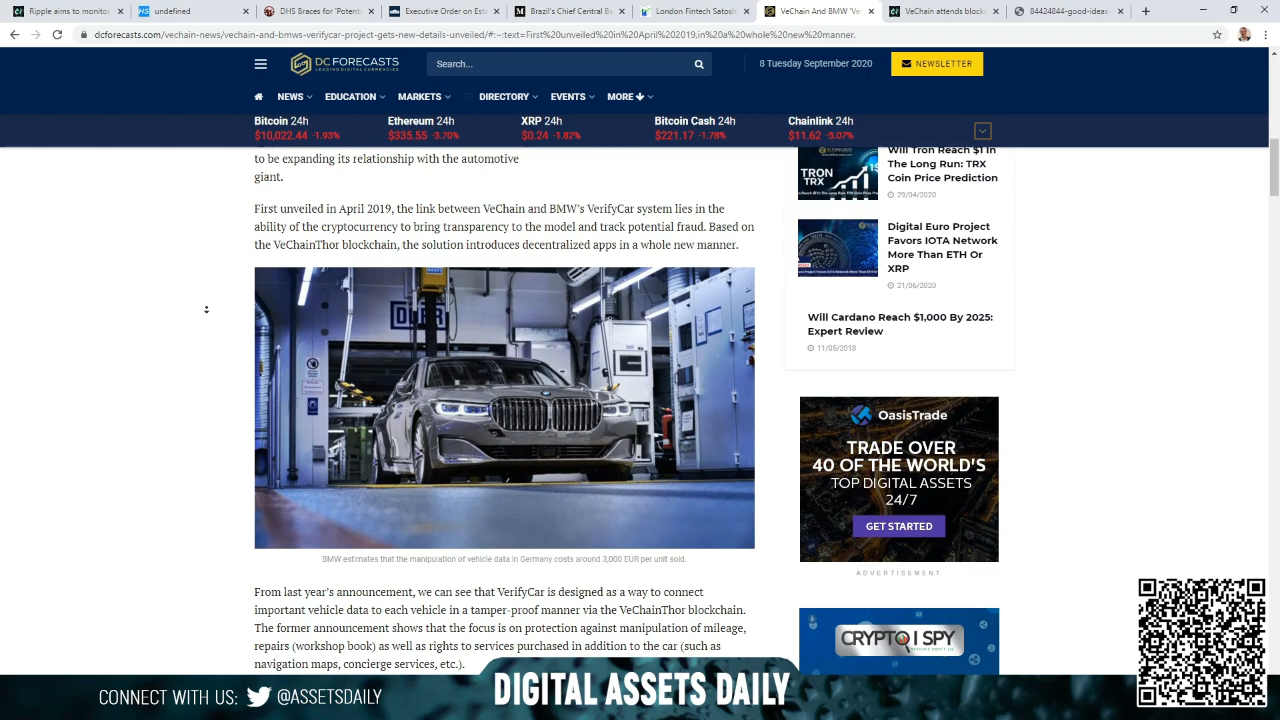 Ripple aims to minif
undefined
DHS Braces for Potent
Brazil's Chief Central Ba
London Fintech Satoshi
VeChain and BMW's Ve
84424844-good-ideas-
dcforecasts.com/vechain-news/vechain-and-bmws-verifycar-project-gets-new-details-unveiled/#:~:text=First%20unveiled%20in%20April%202019,in%20a%20whole%20new%20manner.
DC FORECASTS
LEADING DIGITAL CURRENCIES
Search...
8 Tuesday September 2020
NEWSLETTER
NEWS
EDUCATION
MARKETS
DIRECTORY
EVENTS
MORE
Bitcoin 24h
$10,022.44 -1.93%
Ethereum 24h
$335.55 -3.70%
XRP 24h
$0.24 -1.82%
Bitcoin Cash 24h
$221.17 -1.78%
Chainlink 24h
$11.62 -5.07%
to be expanding its relationship with the automotive
giant.
First unveiled in April 2019, the link between VeChain and BMW's VerifyCar system lies in the
ability of the cryptocurrency to bring transparency to the model and track potential fraud. Based on
the VeChainThor blockchain, the solution introduces decentralized apps in a whole new manner.
BMW estimates that the manipulation of vehicle data in Germany costs around 3,000 EUR per unit sold.
From last year's announcement, we can see that VerifyCar is designed as a way to connect
important vehicle data to each vehicle in a tamper-proof manner via the VeChainThor blockchain.
The former announcement shows that the focus is on protection against manipulation of mileage,
repairs (workshop book) as well as rights to services purchased in addition to the car (such as
navigation maps, concierge services, etc.).
TRON
TRX
Will Tron Reach $1 In
The Long Run: TRX
Coin Price Prediction
29/04/2020
Digital Euro Project
Favors IOTA Network
More Than ETH Or
XRP
21/06/2020
Will Cardano Reach $1,000 By 2025:
Expert Review
11/05/2018
OasisTrade
TRADE OVER
40 OF THE WORLD'S
TOP DIGITAL ASSETS
24/7
GET STARTED
ADVERTISEMENT
CRYPTO I SPY
CONNECT WITH US:
@ASSETSDAILY
DIGITAL ASSETS DAILY